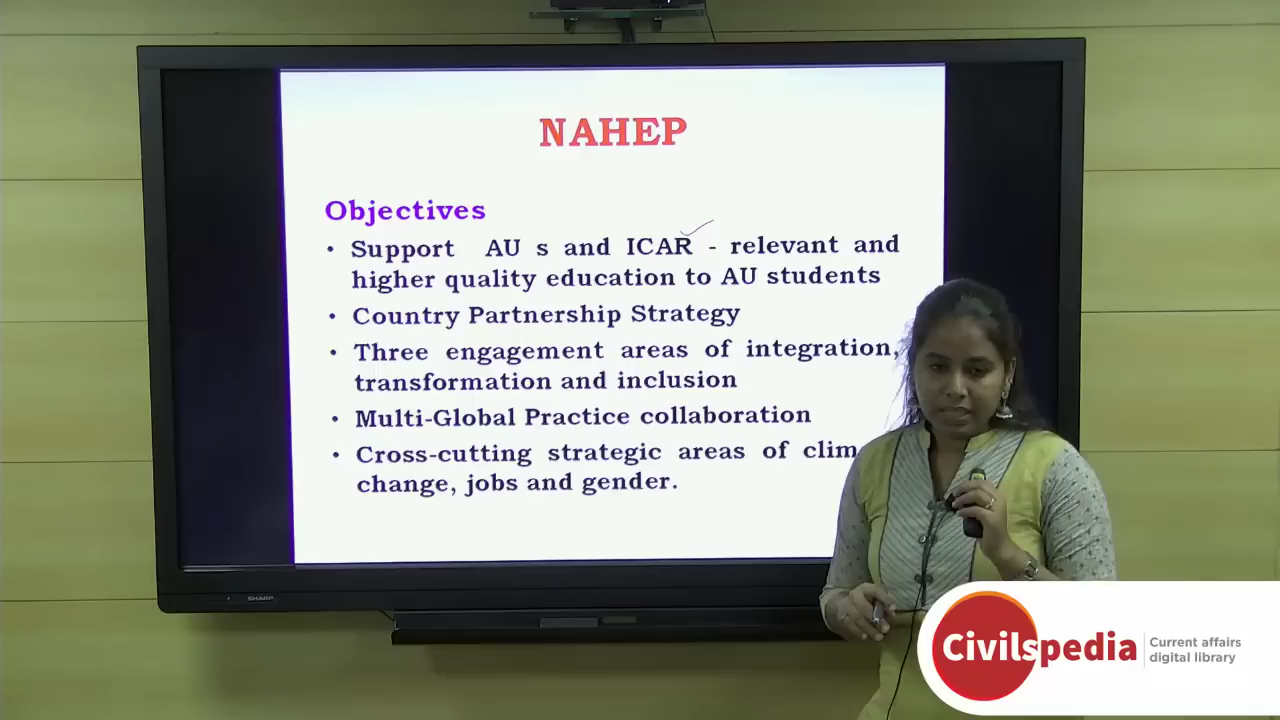 NAHEP
Objectives
• Support AU s and ICAR - relevant and
higher quality education to AU students
• Country Partnership Strategy
• Three engagement areas of integration,
transformation and inclusion
• Multi-Global Practice collaboration
• Cross-cutting strategic areas of
change, jobs and gender.
SHARP
Civilspedia
Current affairs
digital library